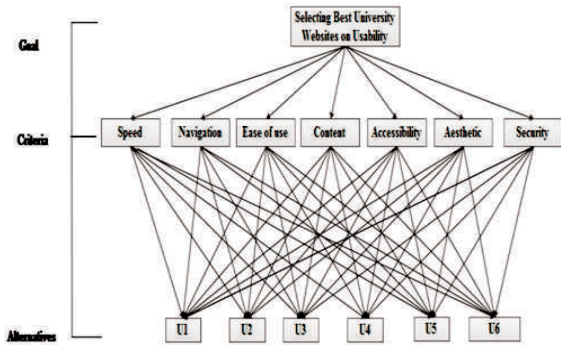 Selecting Best University
Websites on Usability
Goal
Speed Navigation Ease of use Content Accessibility Aesthetic Security
Criteria
U1 U2 U3 U4 U5 U6
Alternatives